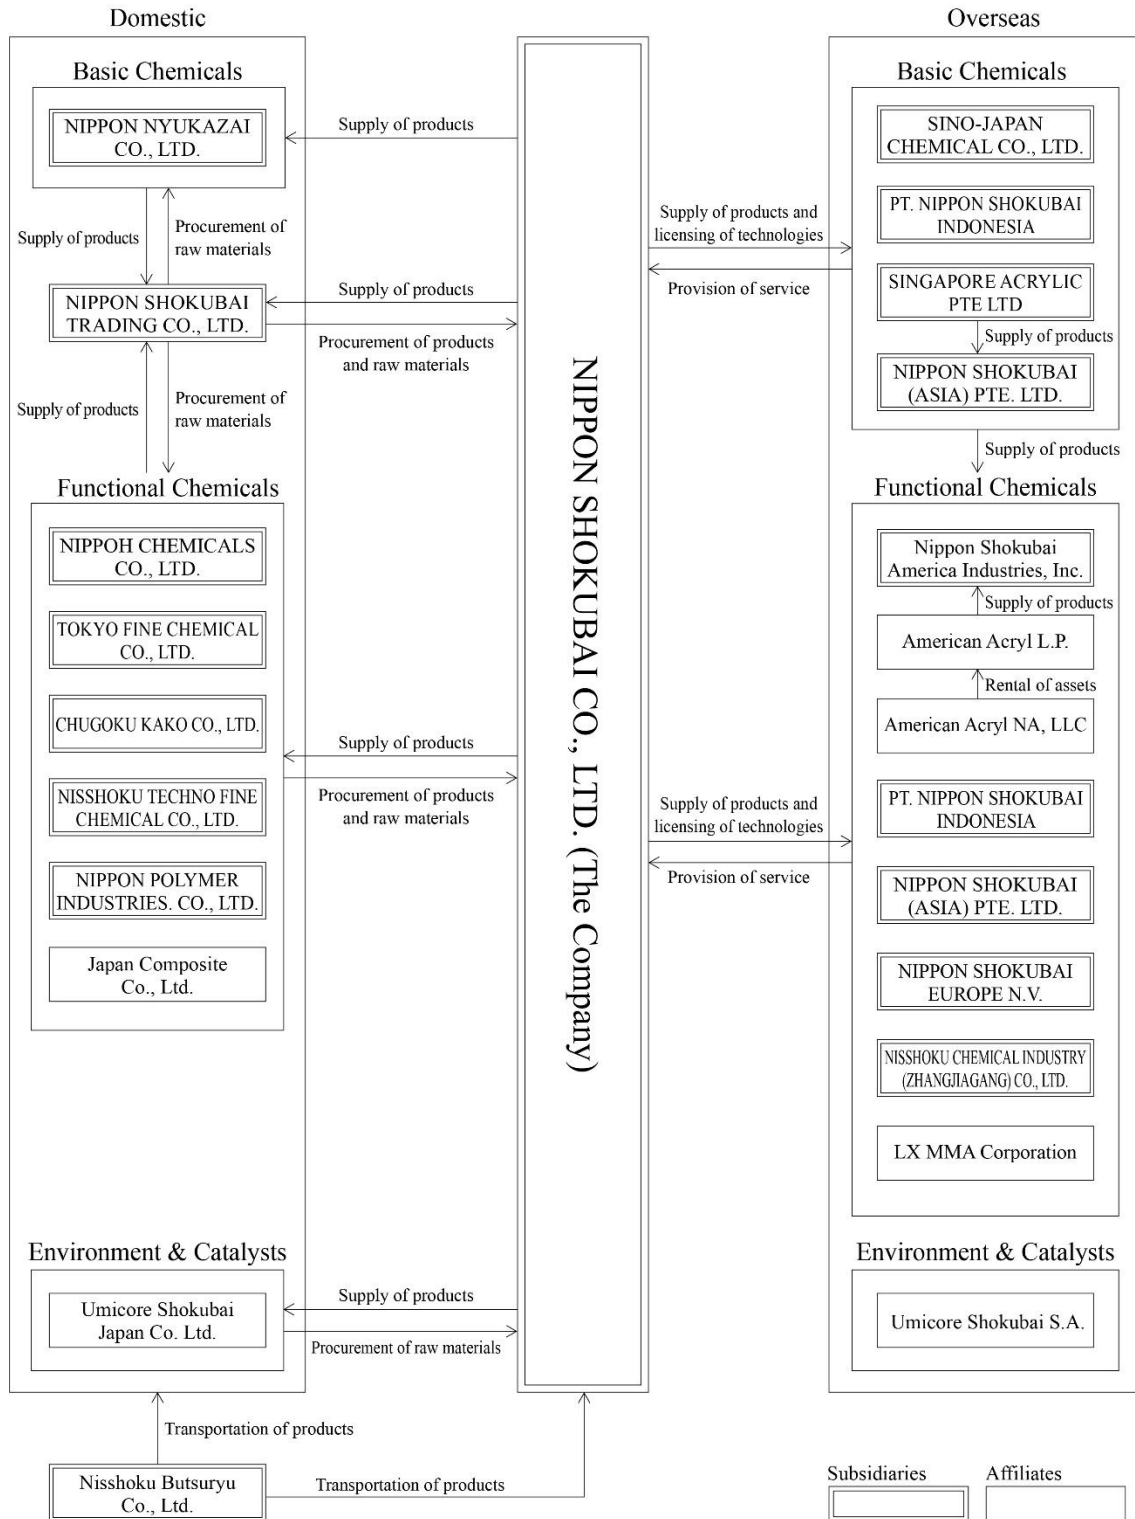 Domestic
Overseas
Basic Chemicals
NIPPON NYUKAZAI
CO., LTD.
Supply of products
Supply of products
Procurement of
raw materials
NIPPON SHOKUBAI
TRADING CO., LTD.
Supply of products
Procurement of products
and raw materials
Supply of products
Procurement of
raw materials
Functional Chemicals
NIPPOH CHEMICALS
CO., LTD.
TOKYO FINE CHEMICAL
CO., LTD.
CHUGOKU KAKO CO., LTD.
NISSHOKU TECHNO FINE
CHEMICAL CO., LTD.
NIPPON POLYMER
INDUSTRIES. CO., LTD.
Japan Composite
Co., Ltd.
Supply of products
Procurement of products
and raw materials
Environment & Catalysts
Umicore Shokubai
Japan Co. Ltd.
Supply of products
Procurement of raw materials
Transportation of products
Nisshoku Butsuryu
Co., Ltd.
Transportation of products
NIPPON SHOKUBAI CO., LTD. (The Company)
Supply of products and
licensing of technologies
Provision of service
Supply of products and
licensing of technologies
Provision of service
Basic Chemicals
SINO-JAPAN
CHEMICAL CO., LTD.
PT. NIPPON SHOKUBAI
INDONESIA
SINGAPORE ACRYLIC
PTE LTD
Supply of products
NIPPON SHOKUBAI
(ASIA) PTE. LTD.
Supply of products
Functional Chemicals
Nippon Shokubai
America Industries, Inc.
Supply of products
American Acryl L.P.
Rental of assets
American Acryl NA, LLC
PT. NIPPON SHOKUBAI
INDONESIA
NIPPON SHOKUBAI
(ASIA) PTE. LTD.
NIPPON SHOKUBAI
EUROPE N.V.
NISSHOKU CHEMICAL INDUSTRY
(ZHANGJIAGANG) CO., LTD.
LX MMA Corporation
Environment & Catalysts
Umicore Shokubai S.A.
Subsidiaries
Affiliates